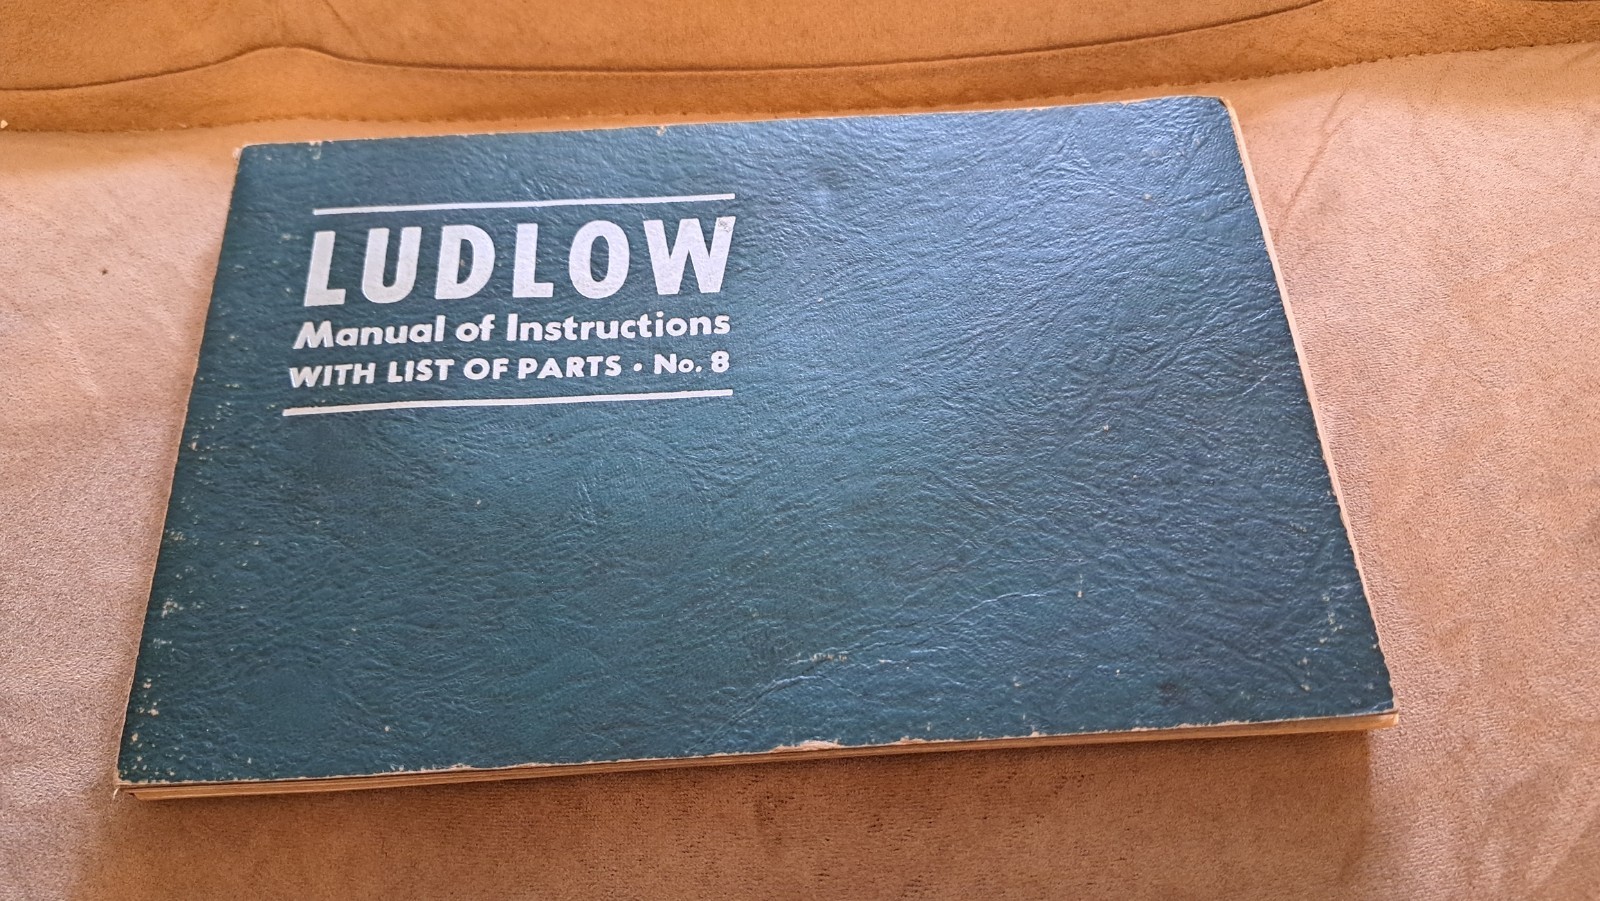 LUDLOW
Manual of Instructions
WITH LIST OF PARTS • No. 8